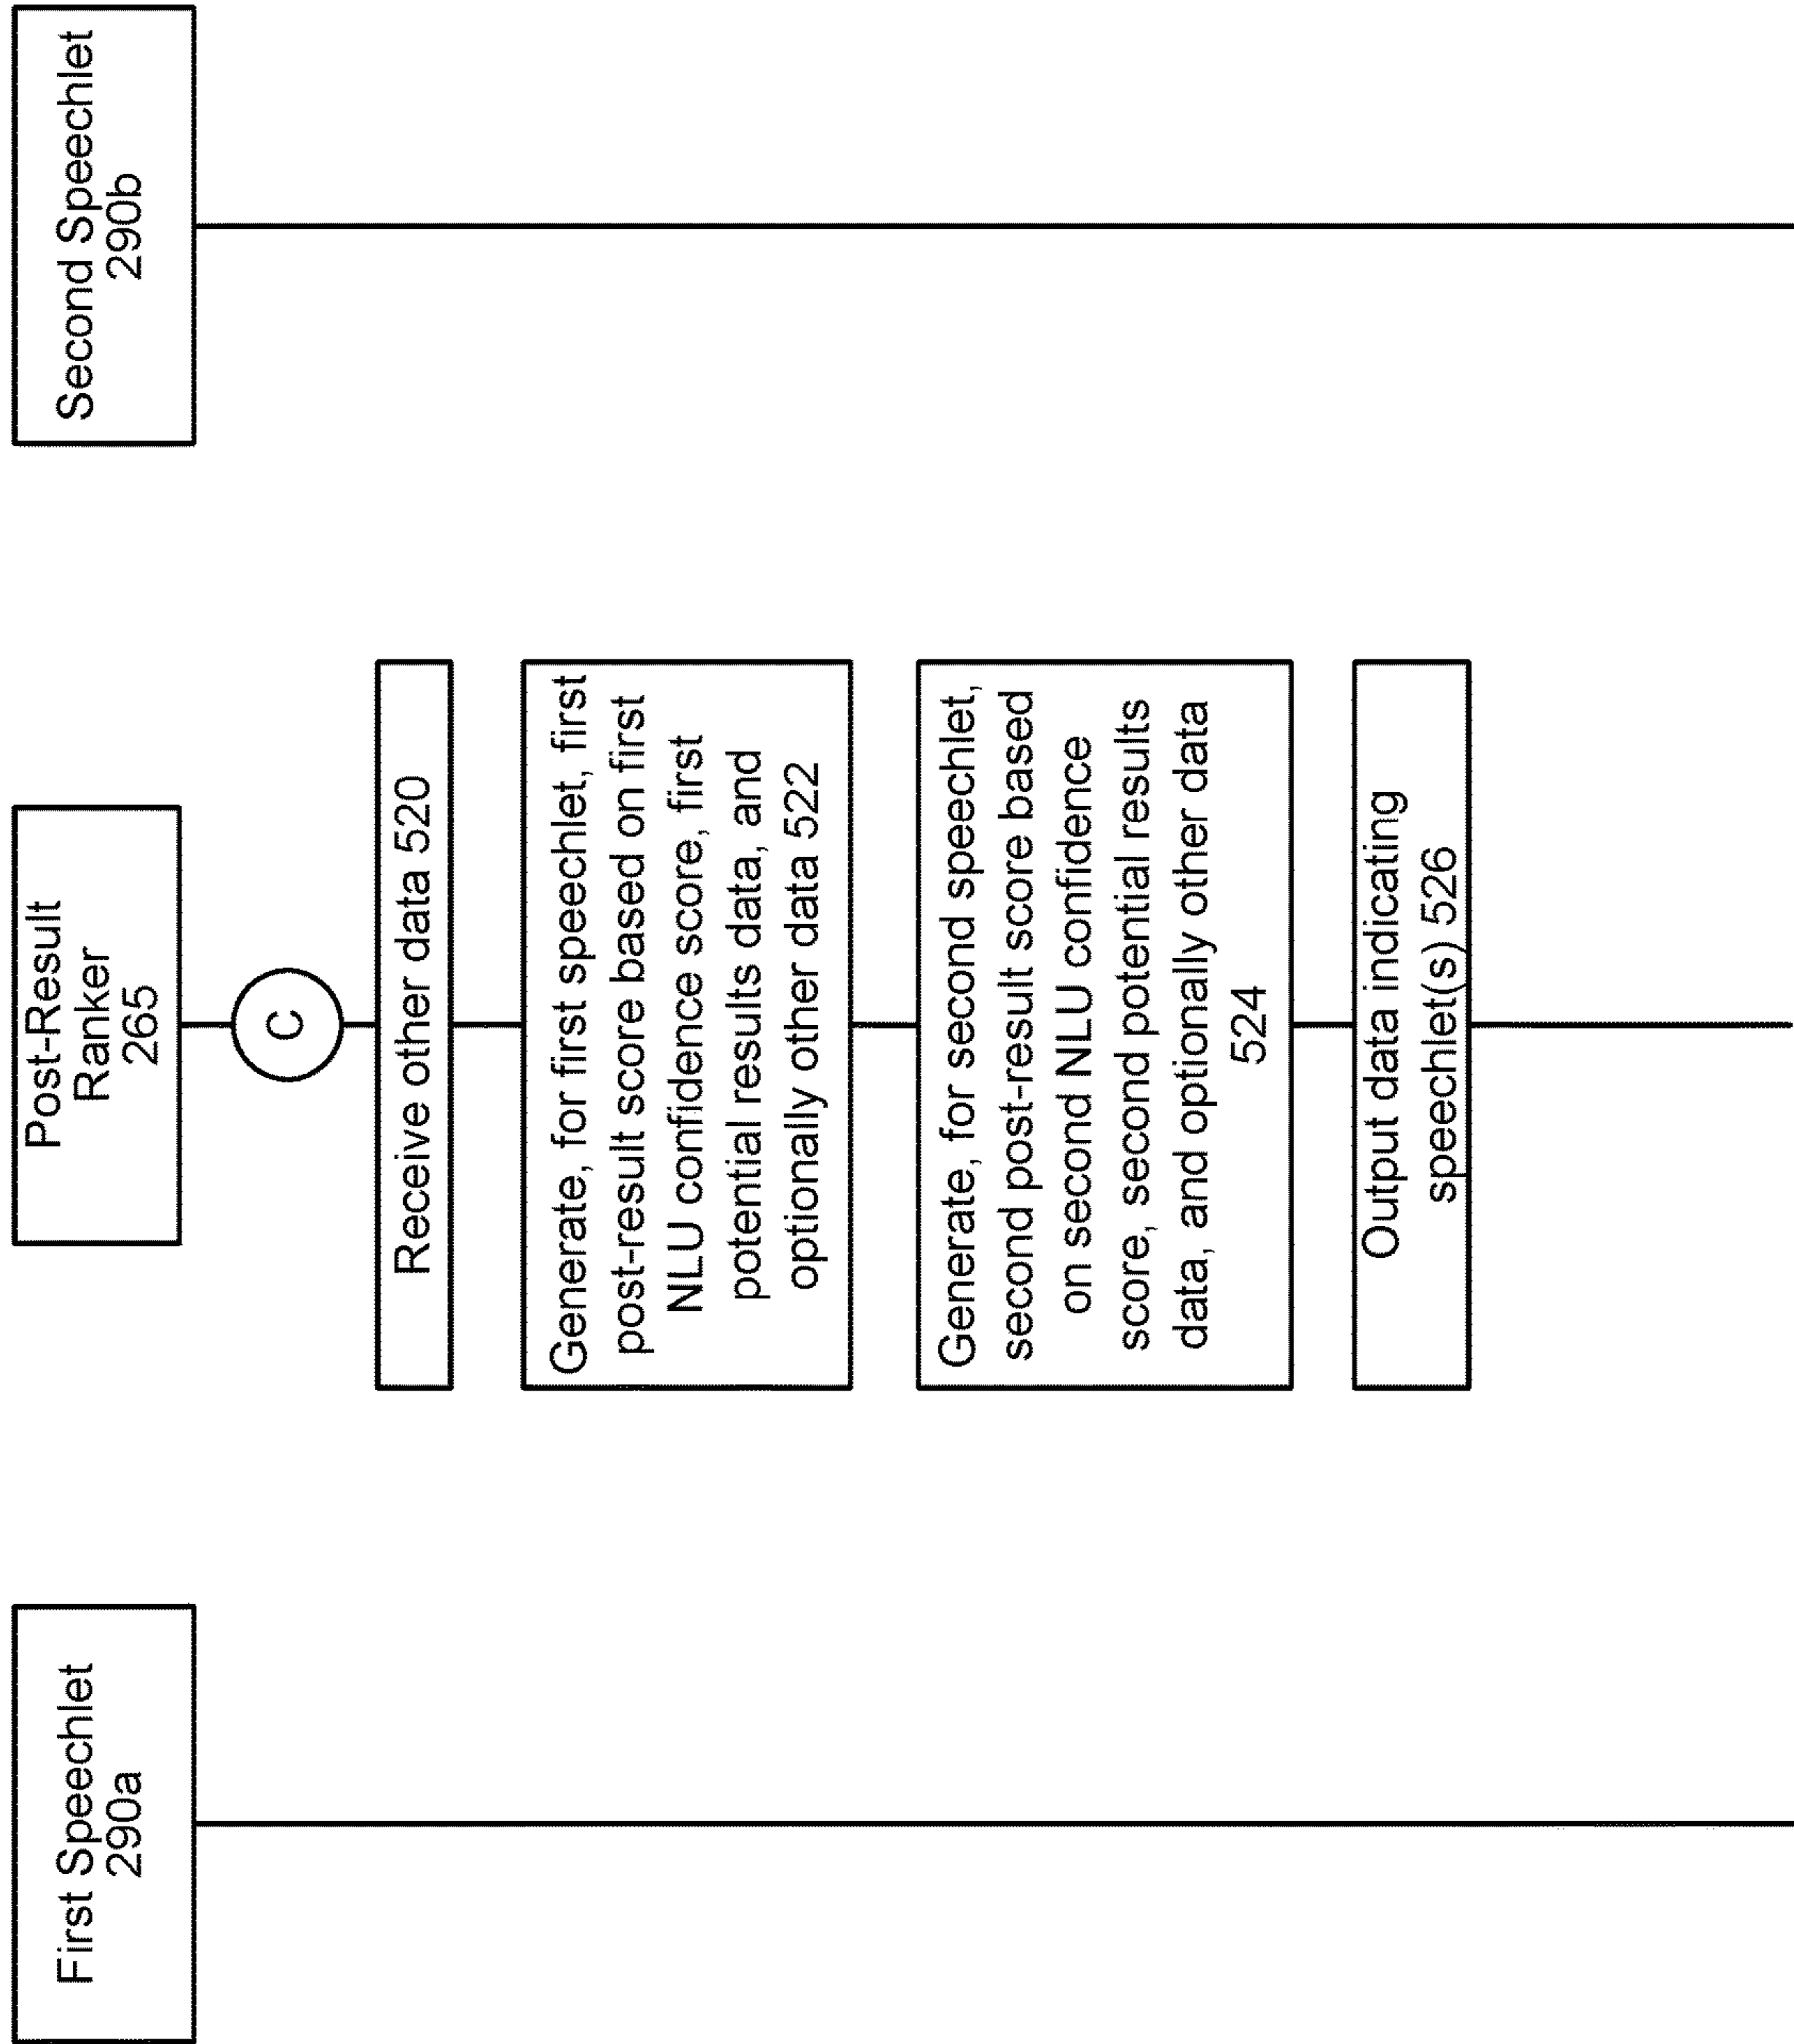 First Speechlet
290a
Post-Result
Ranker
265
Second Speechlet
290b
C
Receive other data 520
Generate, for first speechlet, first
post-result score based on first
NLU confidence score, first
potential results data, and
optionally other data 522
Generate, for second speechlet,
second post-result score based
on second NLU confidence
score, second potential results
data, and optionally other data
524
Output data indicating
speechlet(s) 526